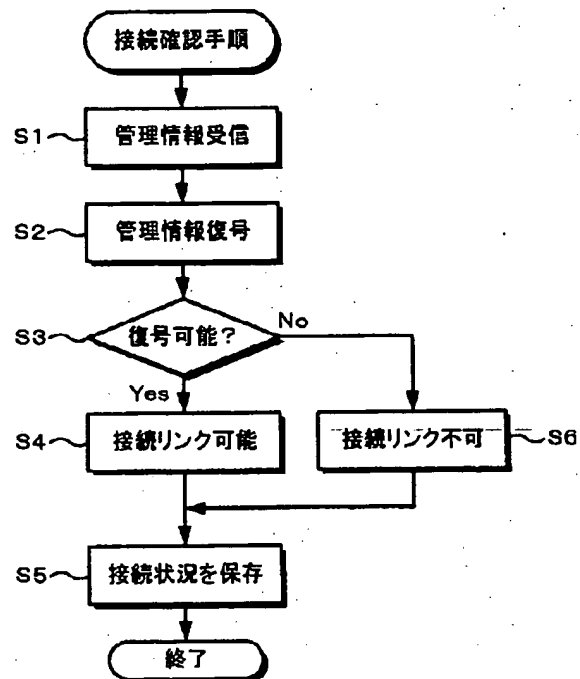 接続確認手順
S1
管理情報受信
S2
管理情報復号
S3
復号可能？
No
Yes
S4
接続リンク可能
接続リンク不可
S6
S5
接続状況を保存
終了